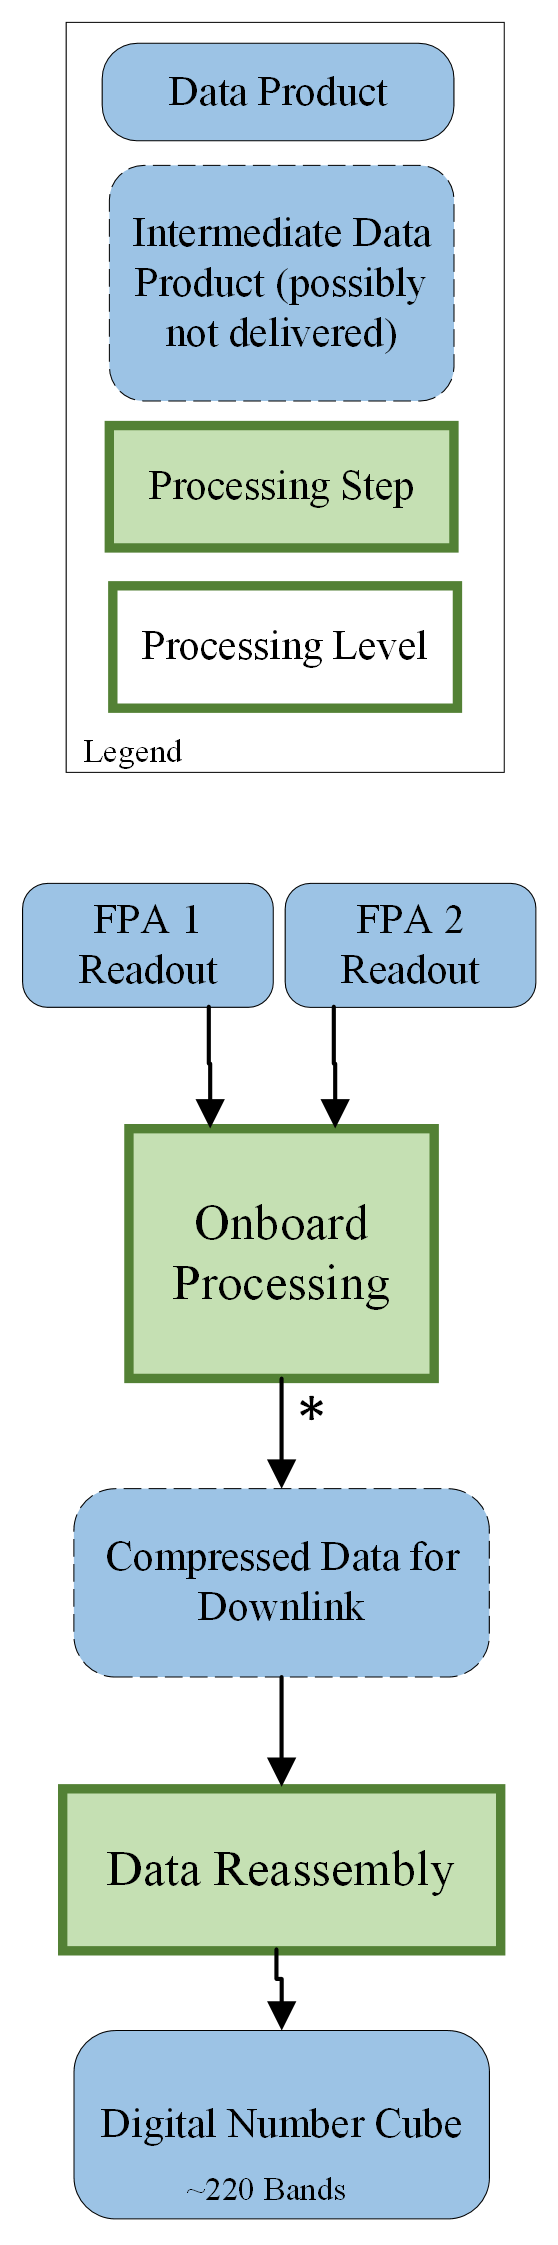 Data Product
Intermediate Data
Product (possibly
not delivered)
Processing Step
Processing Level
Legend
FPA 1
Readout
FPA 2
Readout
Onboard
Processing
*
Compressed Data for
Downlink
Data Reassembly
Digital Number Cube
~220 Bands